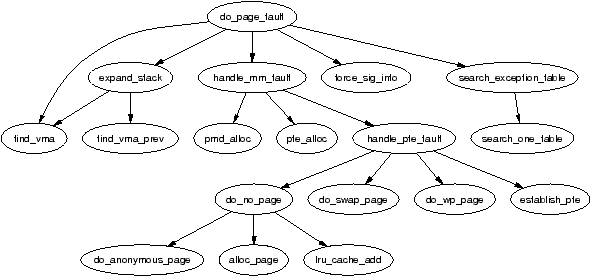 do_page_fault
expand_stack
handle_mm_fault
force_sig_info
search_exception_table
find_vma
find_vma_prev
pmd_alloc
pte_alloc
handle_pte_fault
search_one_table
do_no_page
do_swap_page
do_wp_page
establish_pte
do_anonymous_page
alloc_page
lru_cache_add